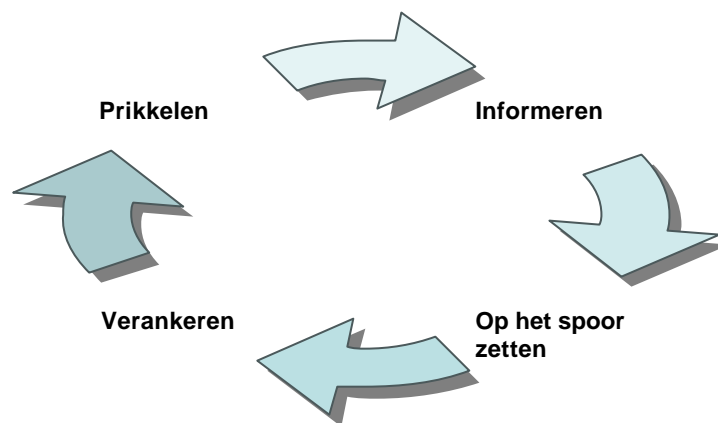 Prikkelen
Informeren
Verankeren
Op het spoor
zetten